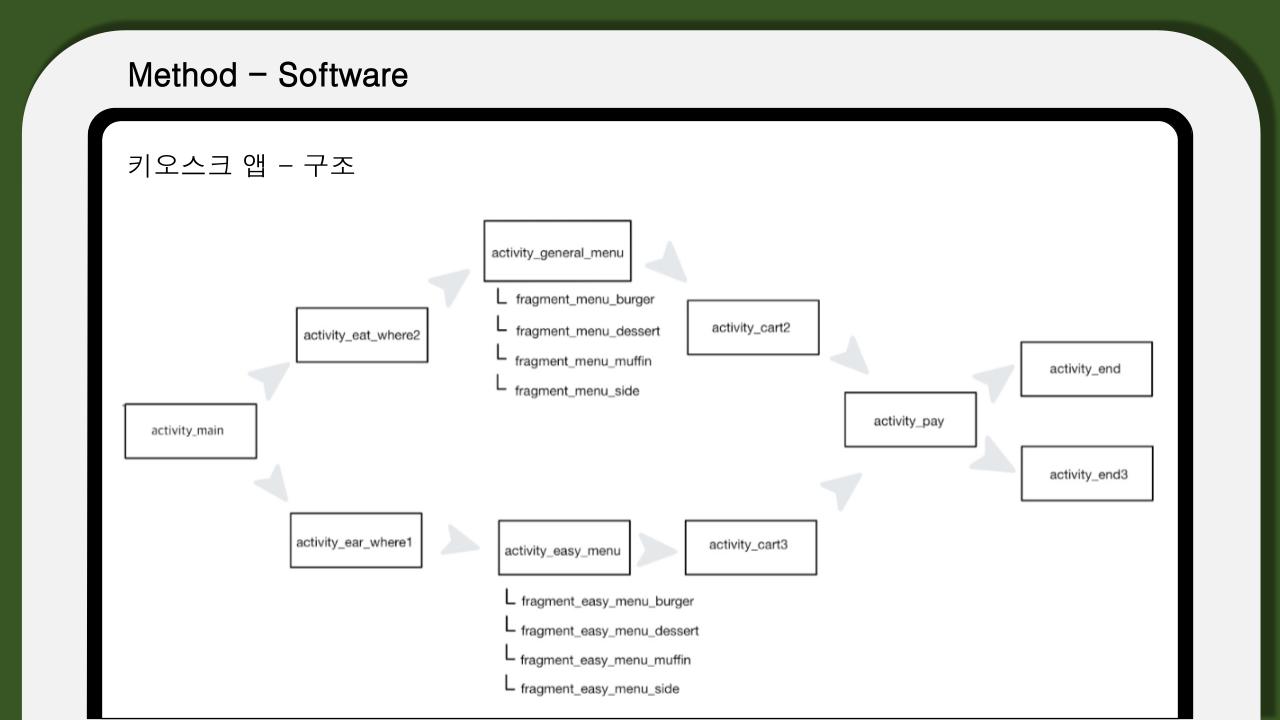 Method - Software
키오스크 앱 - 구조
activity_general_menu
fragment_menu_burger
fragment_menu_dessert
fragment_menu_muffin
fragment_menu_side
activity_eat_where2
activity_cart2
activity_main
activity_pay
activity_end
activity_end3
activity_ear_where1
activity_easy_menu
activity_cart3
fragment_easy_menu_burger
fragment_easy_menu_dessert
fragment_easy_menu_muffin
fragment_easy_menu_side